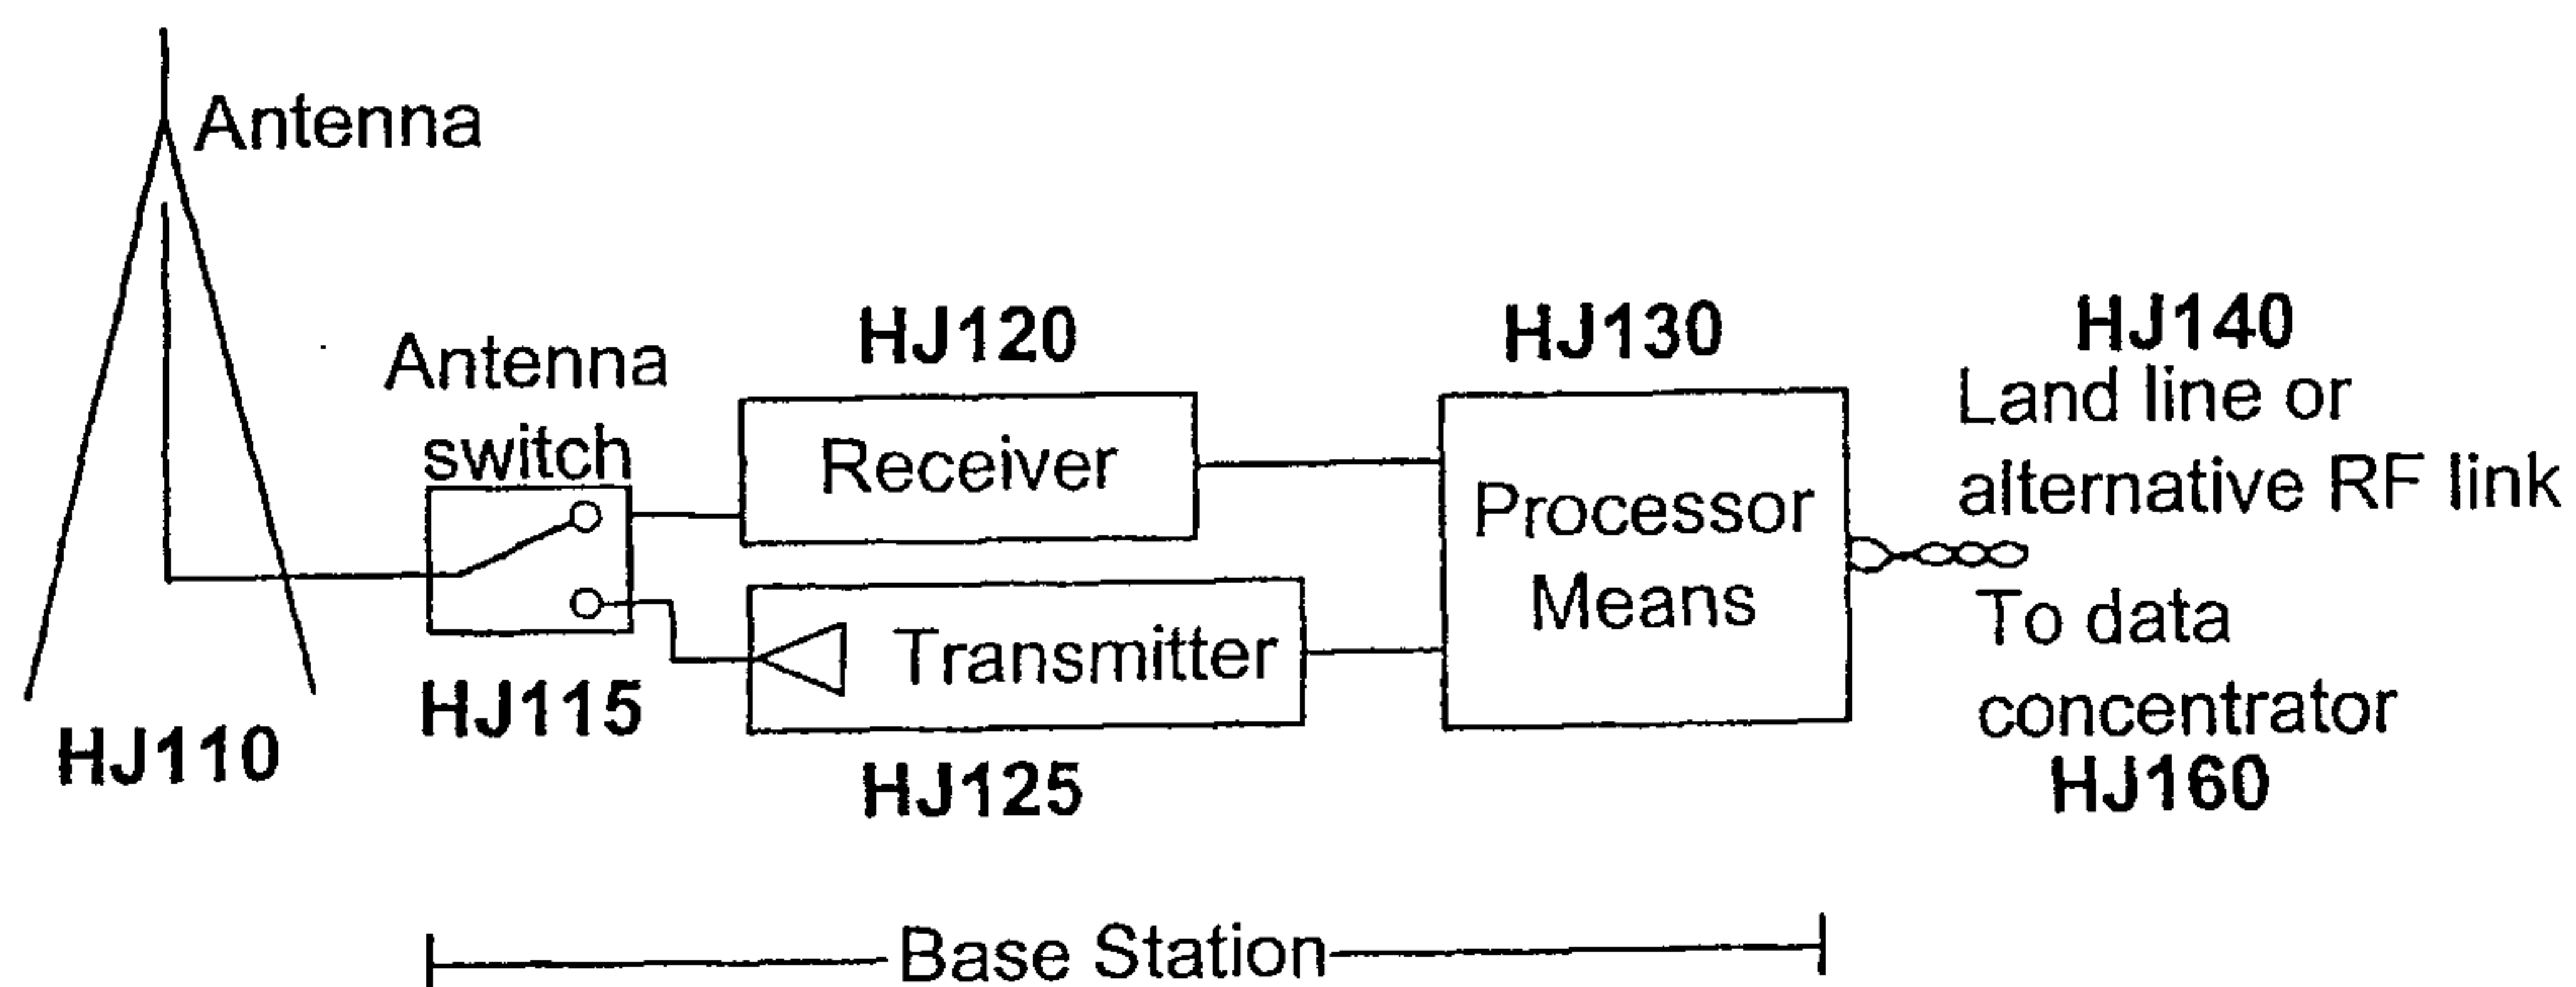 Antenna
HJ110
Antenna
switch
HJ115
HJ120
Receiver
Transmitter
HJ125
HJ130
Processor
Means
HJ140
Land line or
alternative RF link
To data
concentrator
HJ160
Base Station